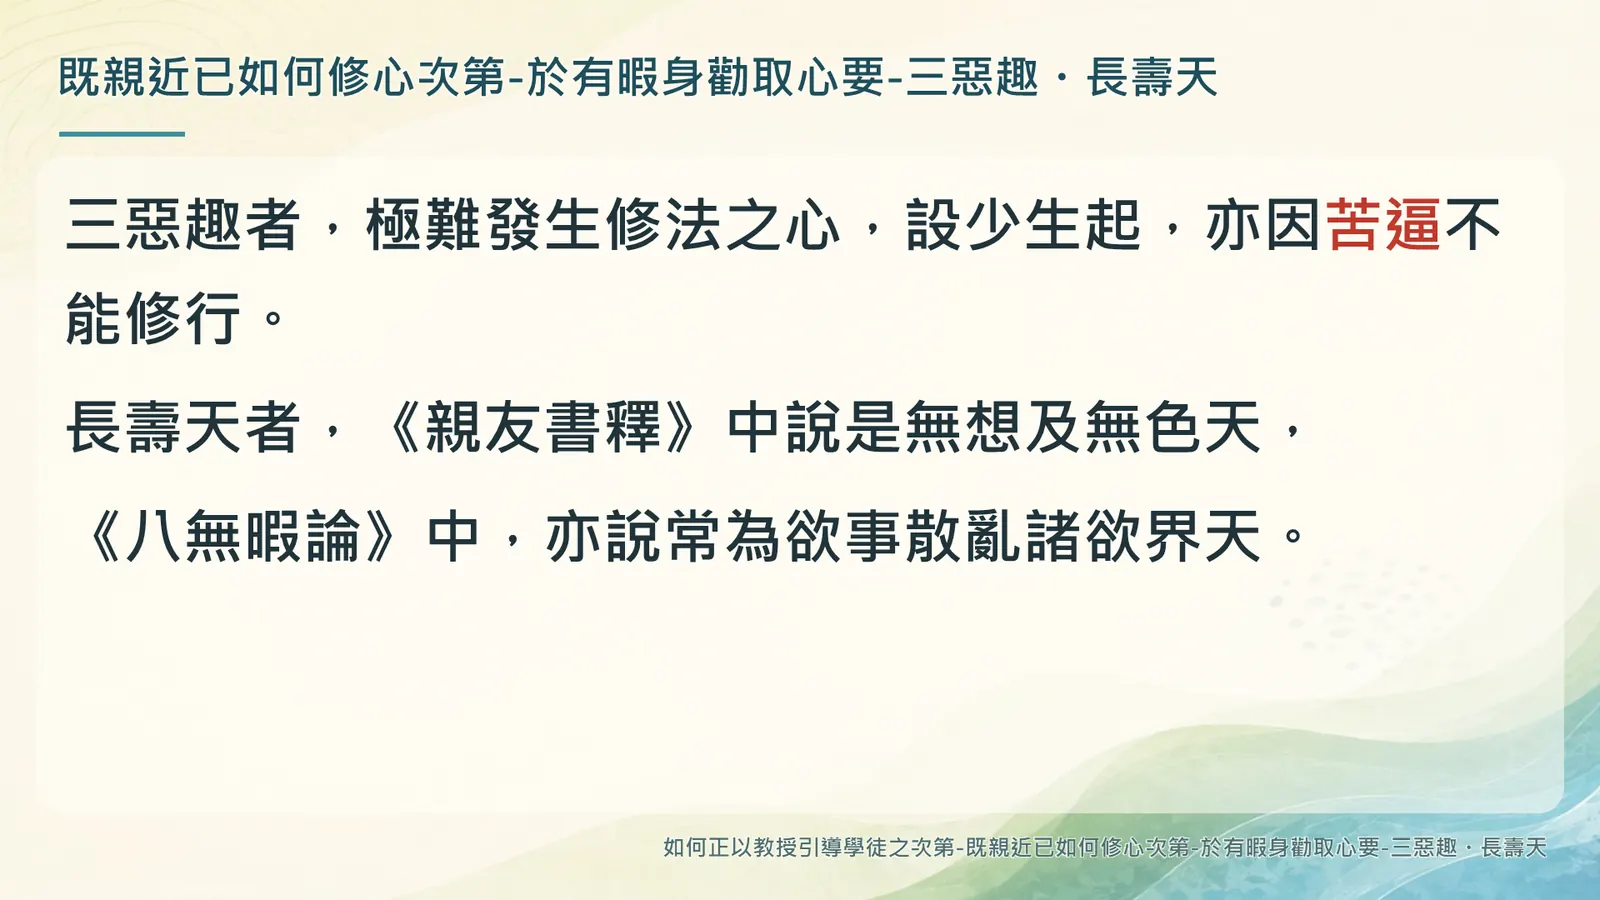 既親近已如何修心次第-於有暇身勸取心要-三惡趣．長壽天
三惡趣者，極難發生修法之心，設少生起，亦因苦逼不
能修行。
長壽天者，《親友書釋》中說是無想及無色天，
《八無暇論》中，亦說常為欲事散亂諸欲界天。
如何正以教授引導學徒之次第-既親近已如何修心次第-於有暇身勸取心要-三惡趣．長壽天